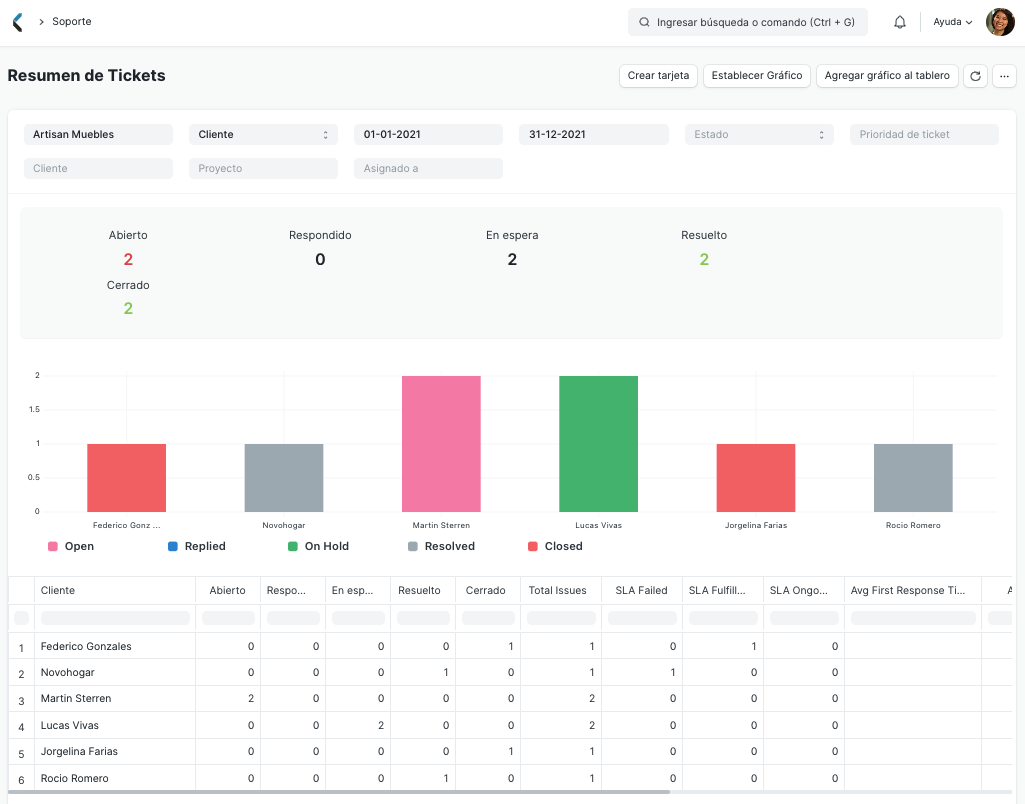 Soporte
Ingresar búsqueda o comando (Ctrl + G)
Ayuda
Resumen de Tickets
Crear tarjeta
Establecer Gráfico
Agregar gráfico al tablero
...
Artisan Muebles
Cliente
01-01-2021
31-12-2021
Estado
Prioridad de ticket
Cliente
Proyecto
Asignado a
Abierto Respondido En espera Resuelto
2 0 2 2
Cerrado
2
2
1.5
1
0.5
0
Federico Gonz ... Novohogar Martin Sterren Lucas Vivas Jorgelina Farias Rocio Romero
Open Replied On Hold Resolved Closed
Cliente Abierto Respo... En esp... Resuelto Cerrado Total Issues SLA Failed SLA Fulfill... SLA Ongo... Avg First Response Ti... A
1 Federico Gonzales 0 0 0 0 1 1 0 1 0
2 Novohogar 0 0 0 1 0 1 1 0 0
3 Martin Sterren 2 0 0 0 0 2 0 0 0
4 Lucas Vivas 0 0 2 0 0 2 0 0 0
5 Jorgelina Farias 0 0 0 0 1 1 0 0 0
6 Rocio Romero 0 0 0 1 0 1 0 0 0